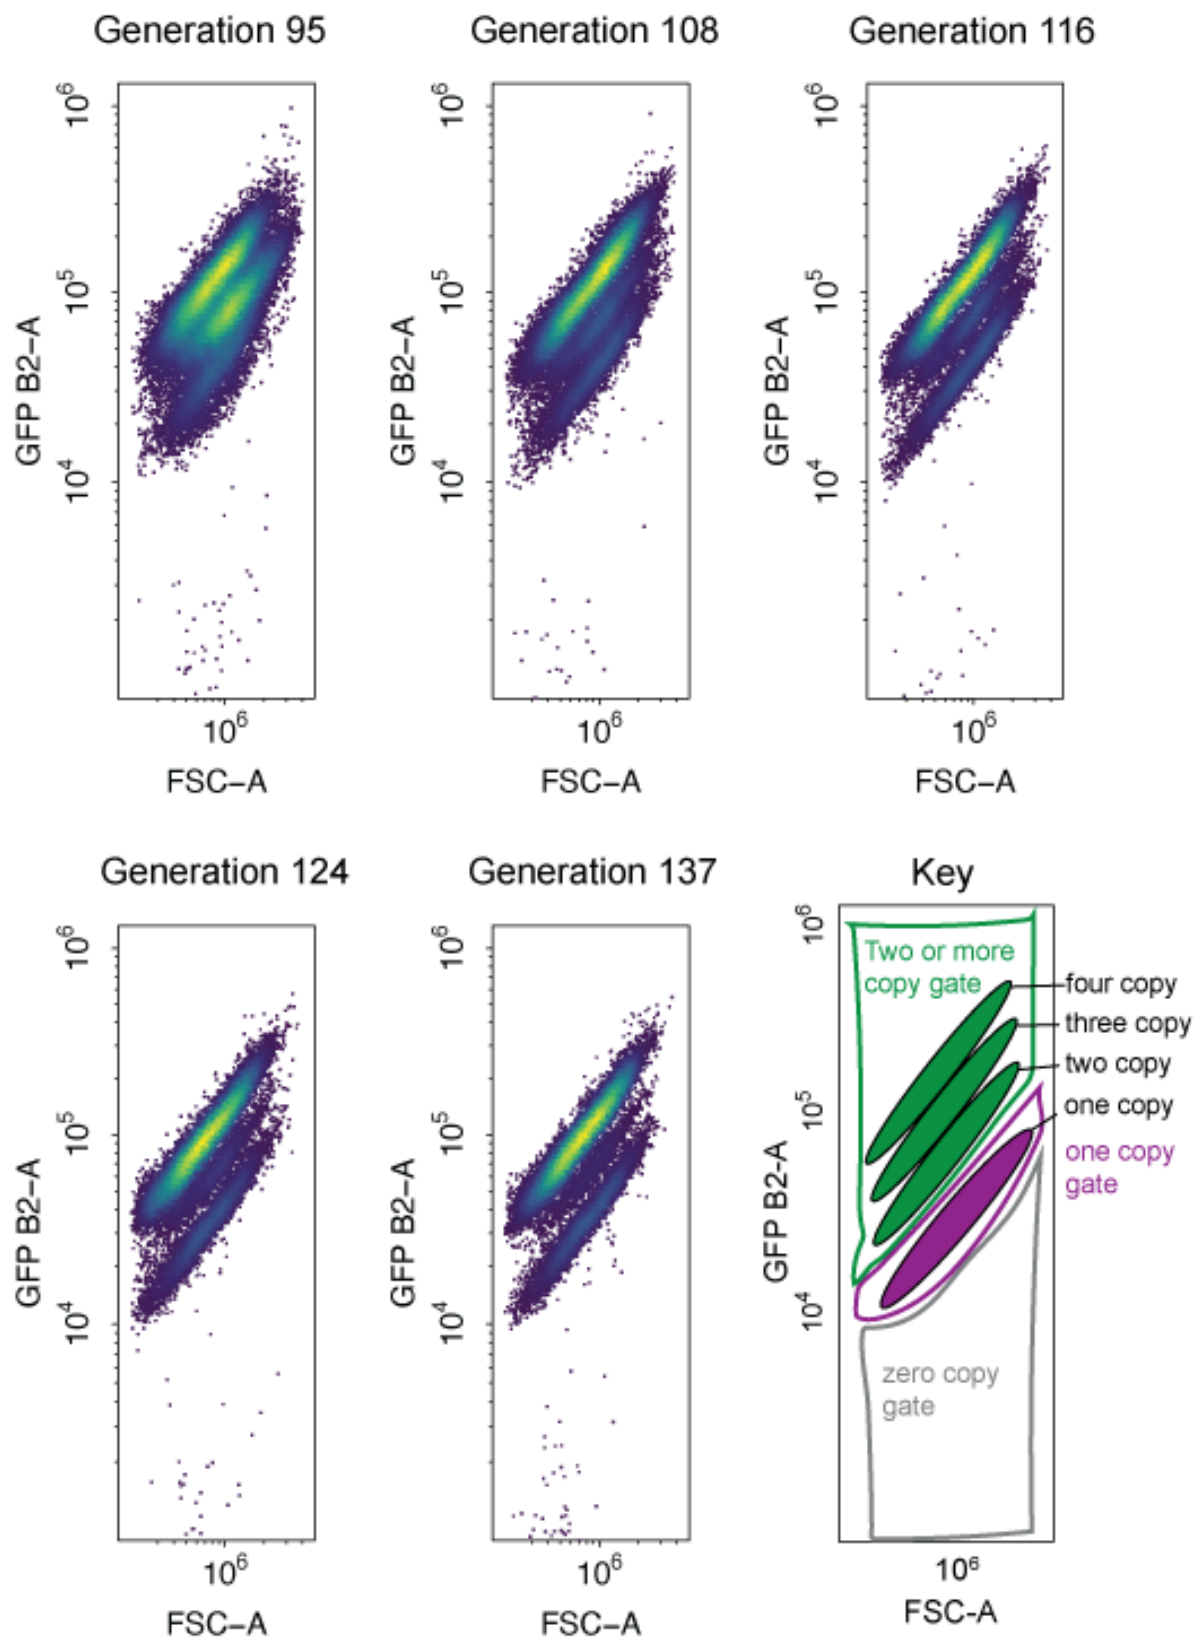 Generation 95
Generation 108
Generation 116
GFP B2-A
10^6
10^5
10^4
10^6
FSC-A
GFP B2-A
10^6
10^5
10^4
10^6
FSC-A
GFP B2-A
10^6
10^5
10^4
10^6
FSC-A
Generation 124
Generation 137
Key
GFP B2-A
10^6
10^5
10^4
10^6
FSC-A
GFP B2-A
10^6
10^5
10^4
10^6
FSC-A
GFP B2-A
10^6
10^5
10^4
Two or more
copy gate
four copy
three copy
two copy
one copy
one copy
gate
zero copy
gate
10^6
FSC-A